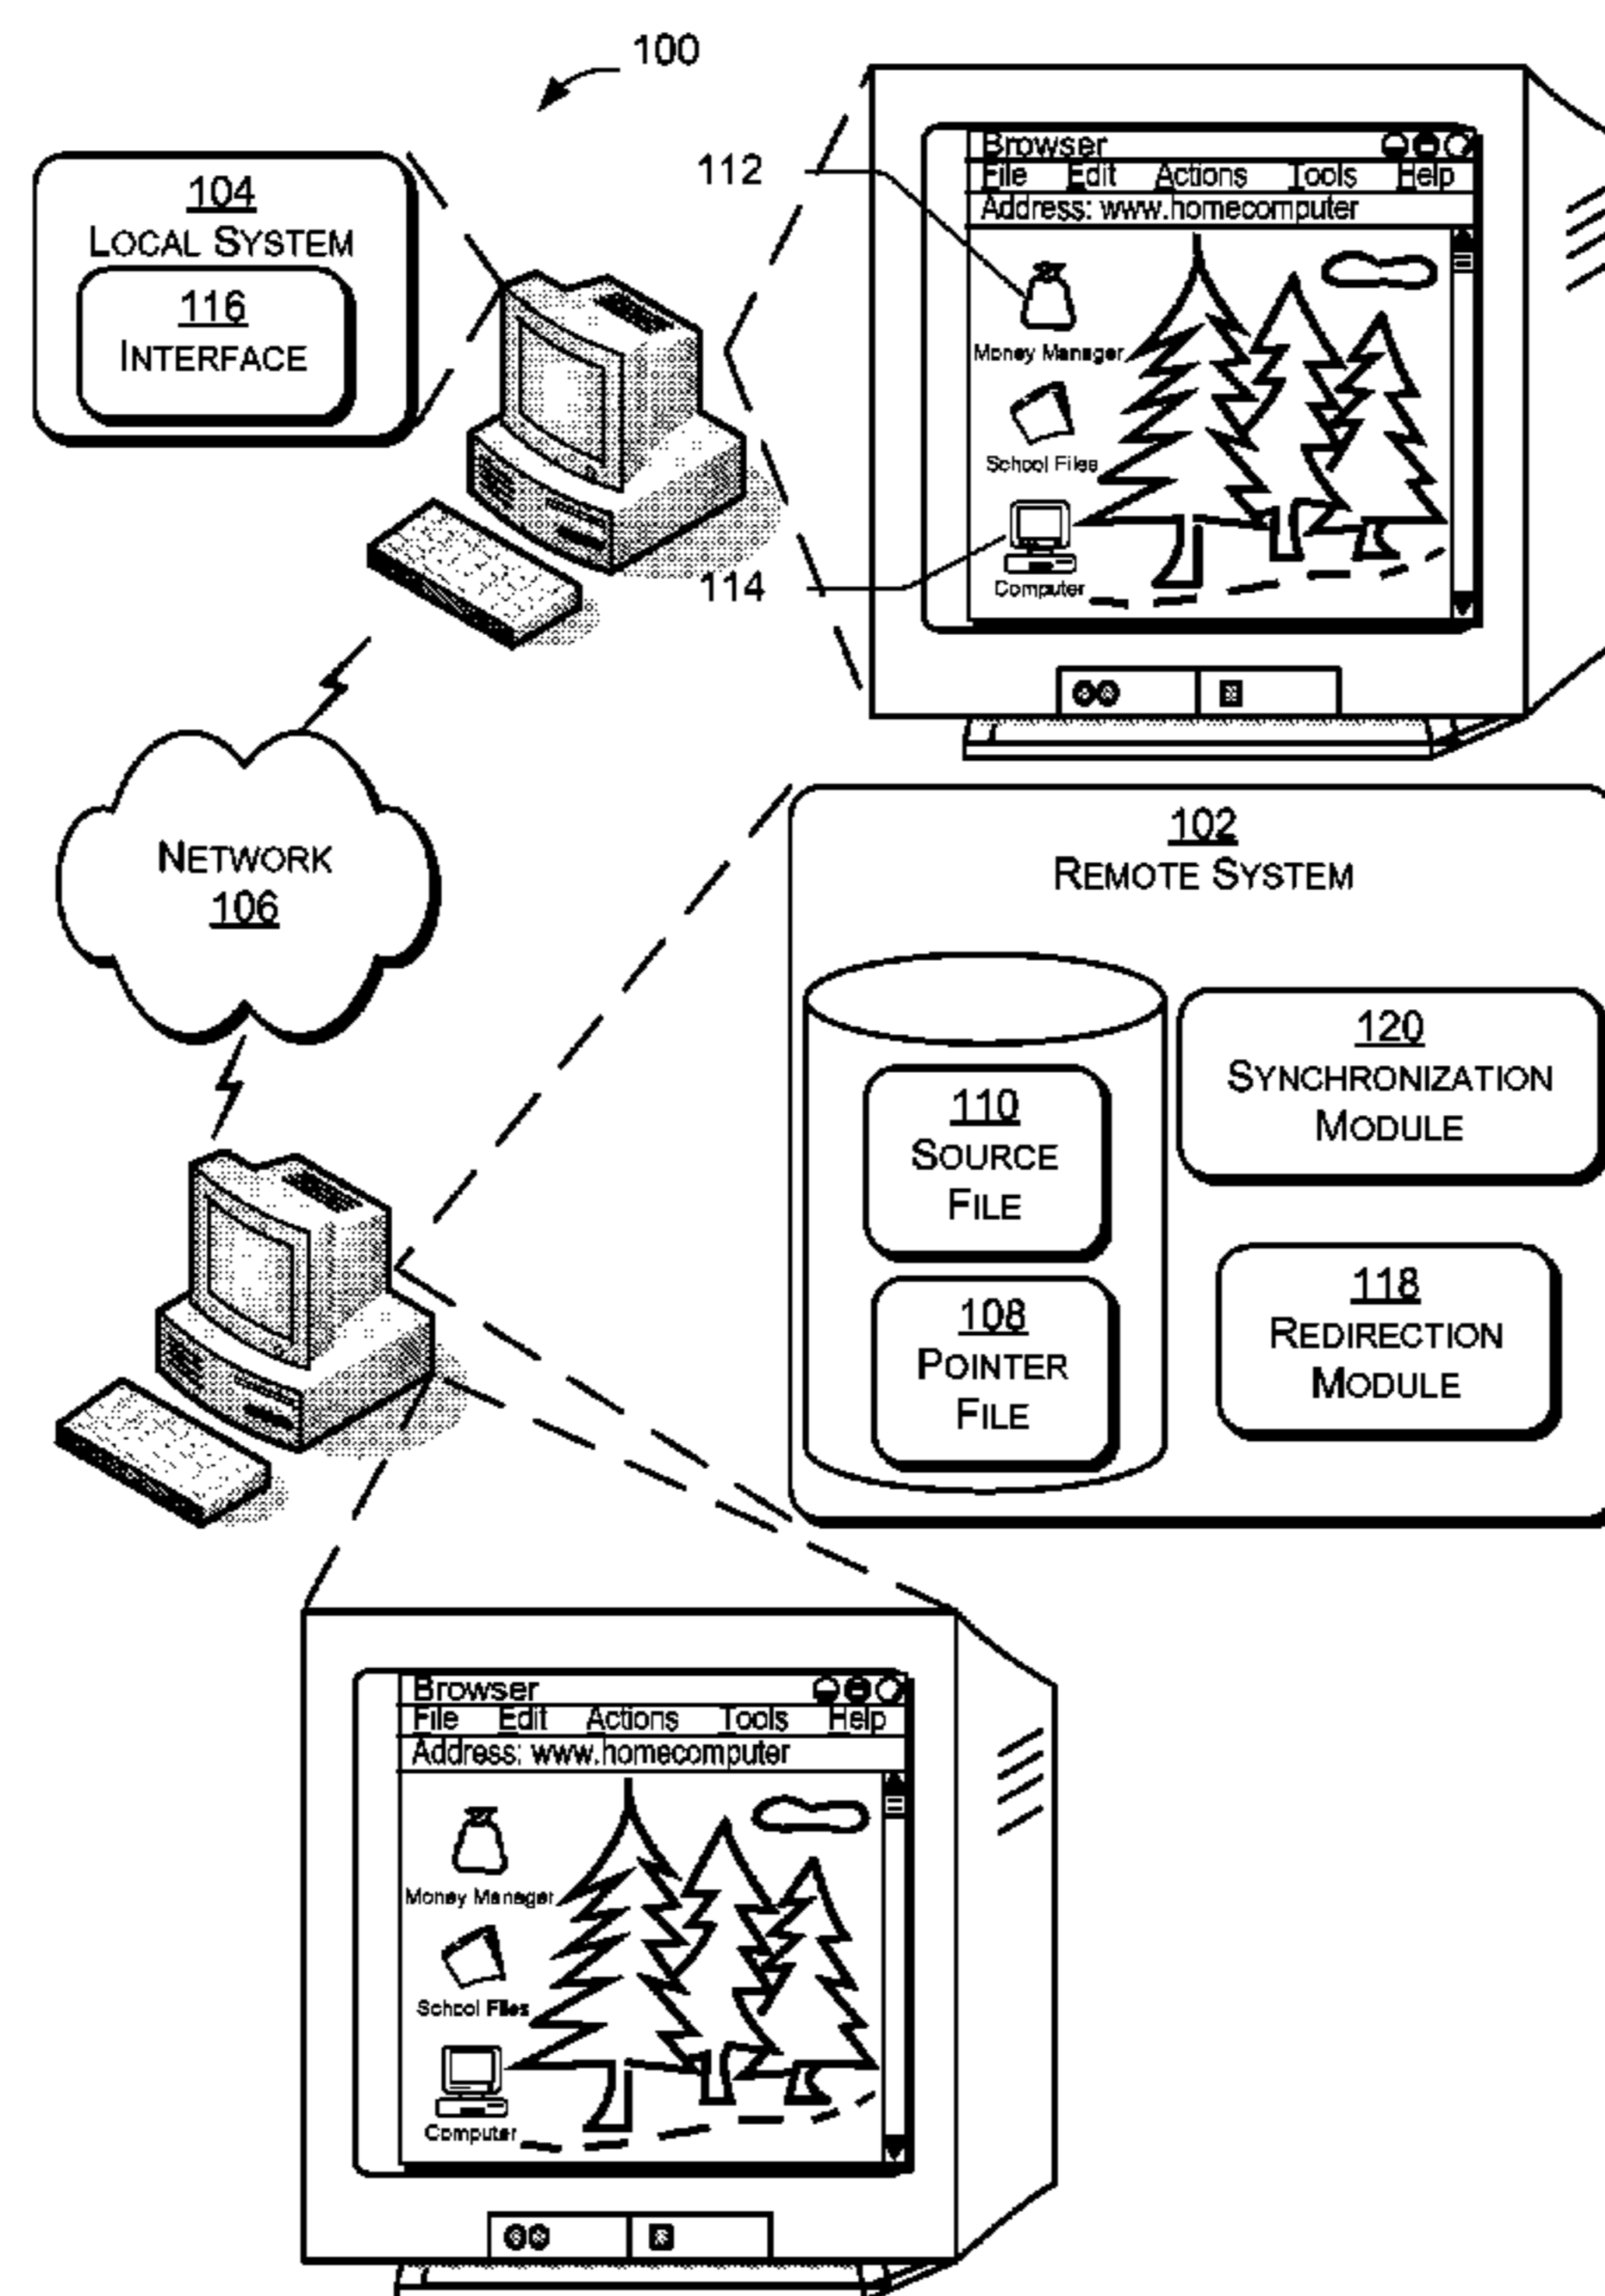 100
104
LOCAL SYSTEM
116
INTERFACE
112
Browser
File Edit Actions Tools Help
Address: www.homecomputer
Money Manager
School Files
114
Computer
NETWORK
106
102
REMOTE SYSTEM
110
SOURCE
FILE
108
POINTER
FILE
120
SYNCHRONIZATION
MODULE
118
REDIRECTION
MODULE
Browser
File Edit Actions Tools Help
Address: www.homecomputer
Money Manager
School Files
Computer